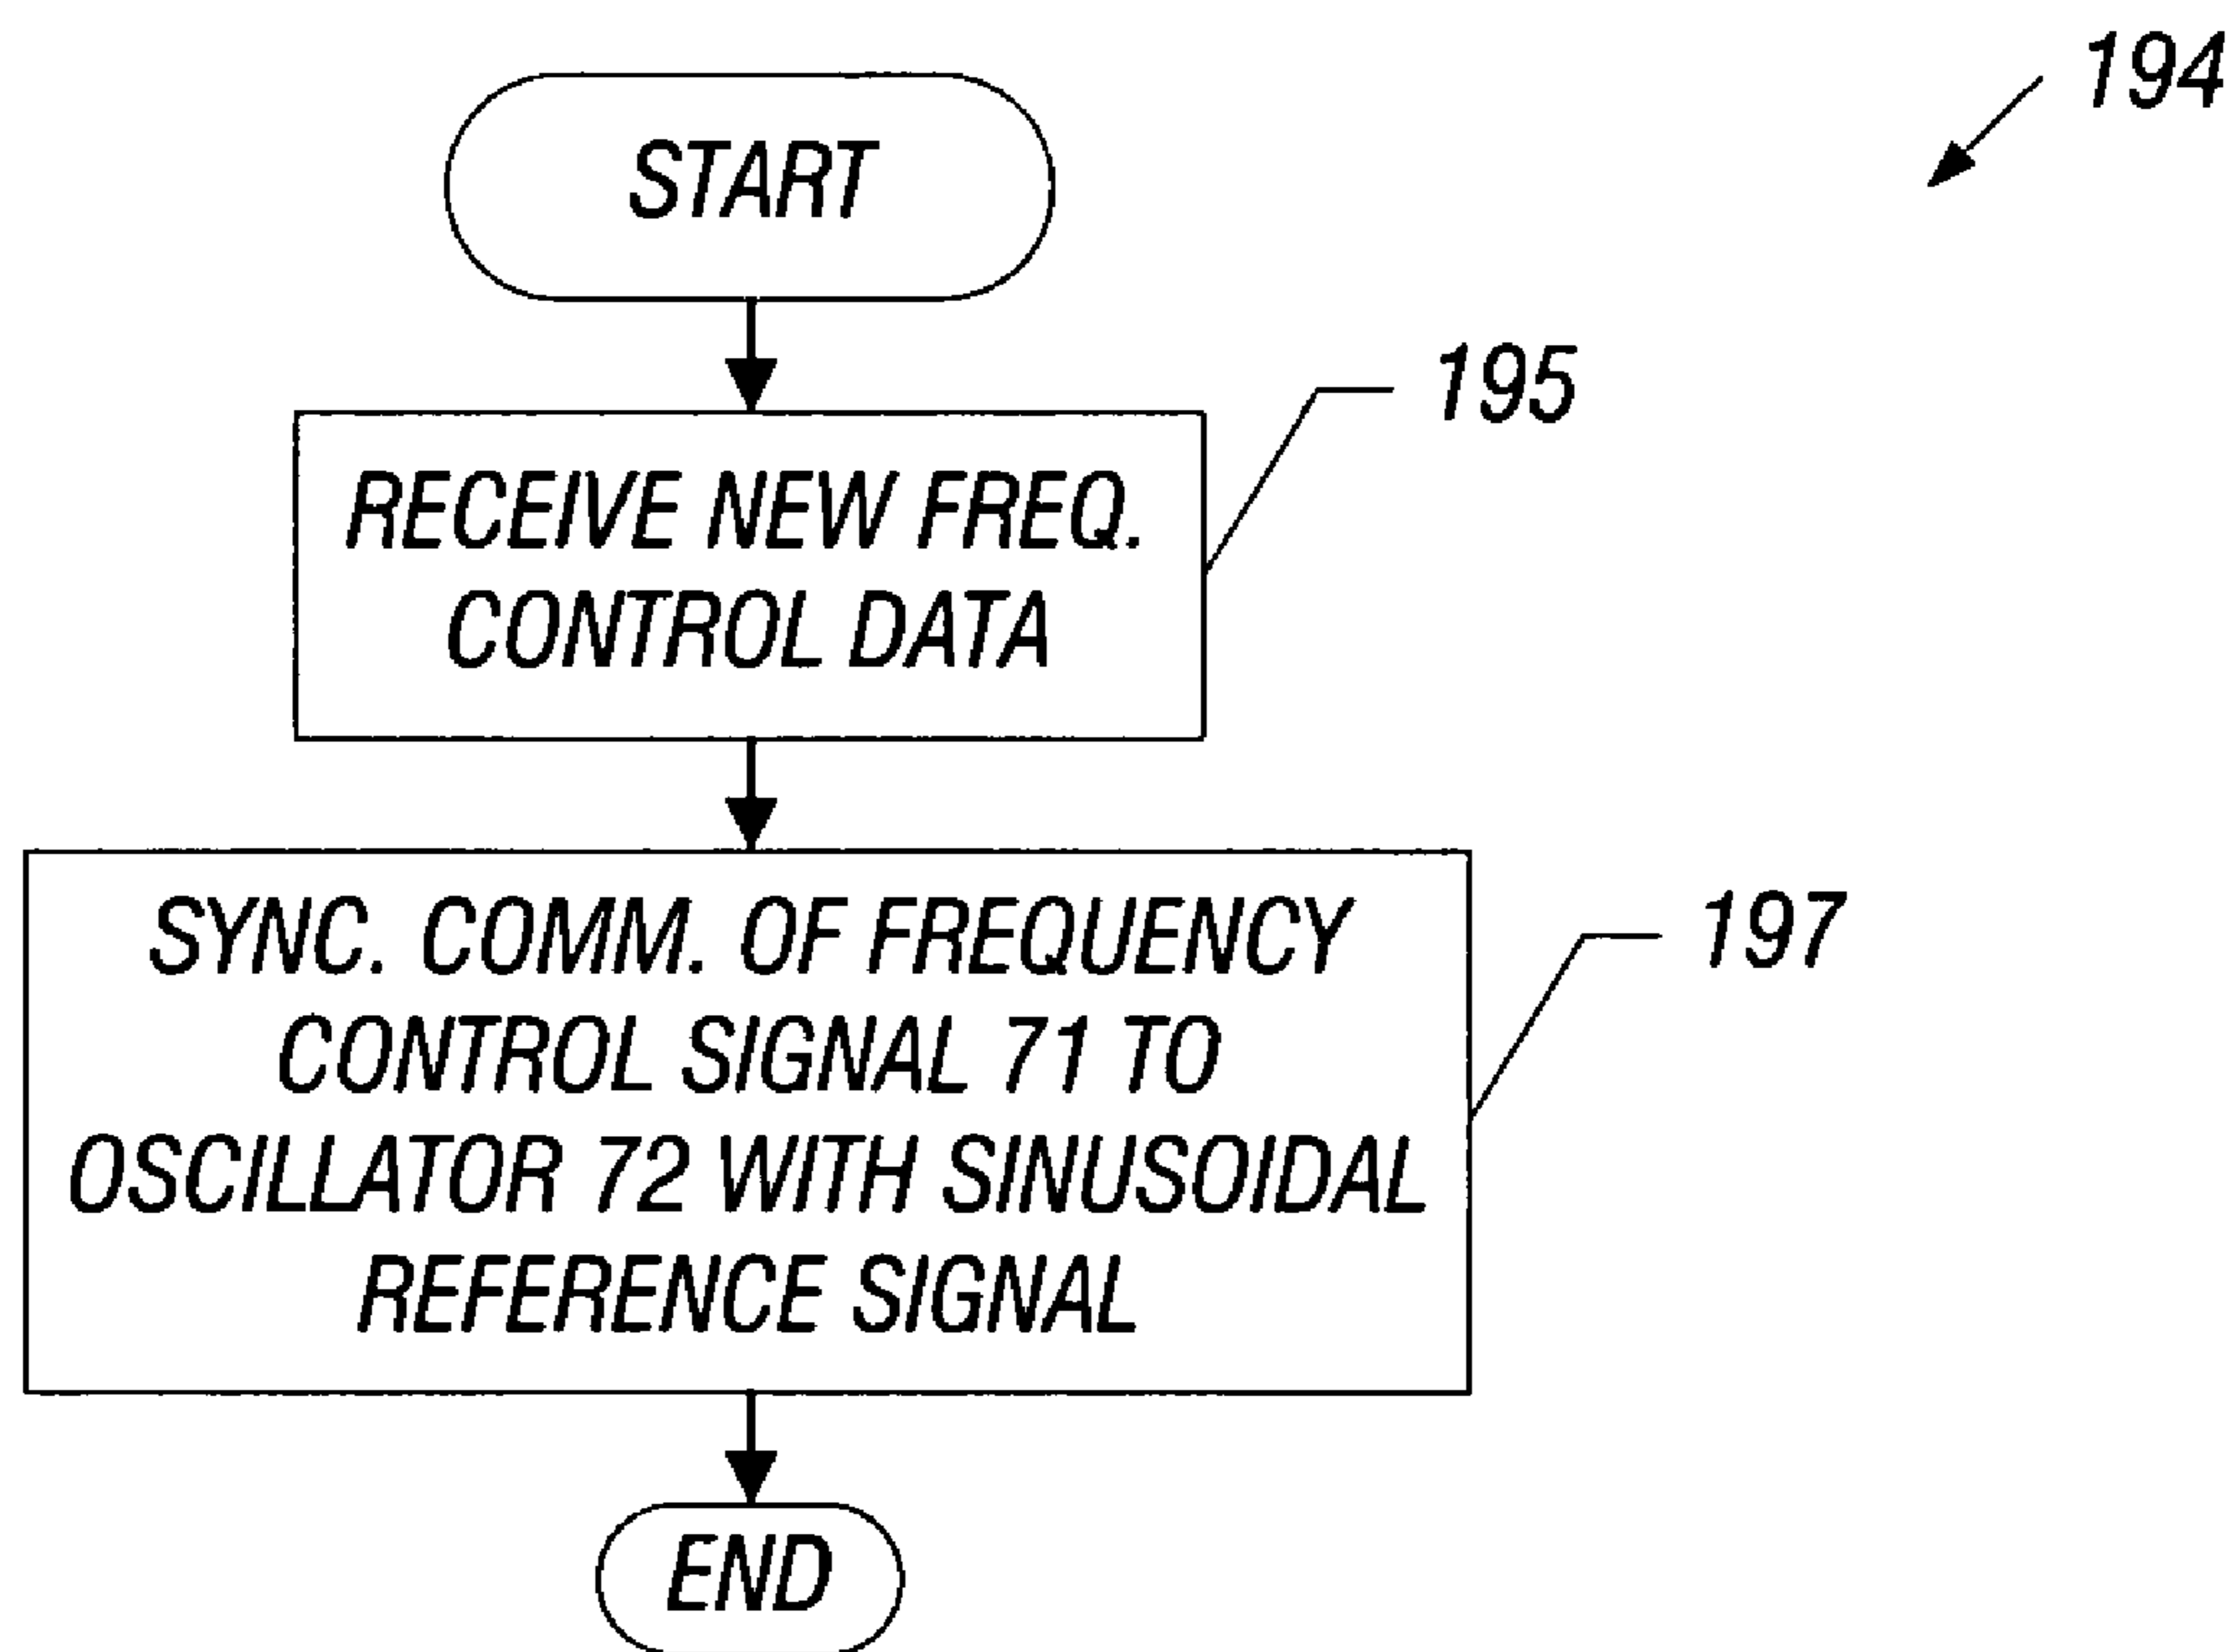 194
START
195
RECEIVE NEW FREQ.
CONTROL DATA
197
SYNC. COMM. OF FREQUENCY
CONTROL SIGNAL 71 TO
OSCILLATOR 72 WITH SINUSOIDAL
REFERENCE SIGNAL
END